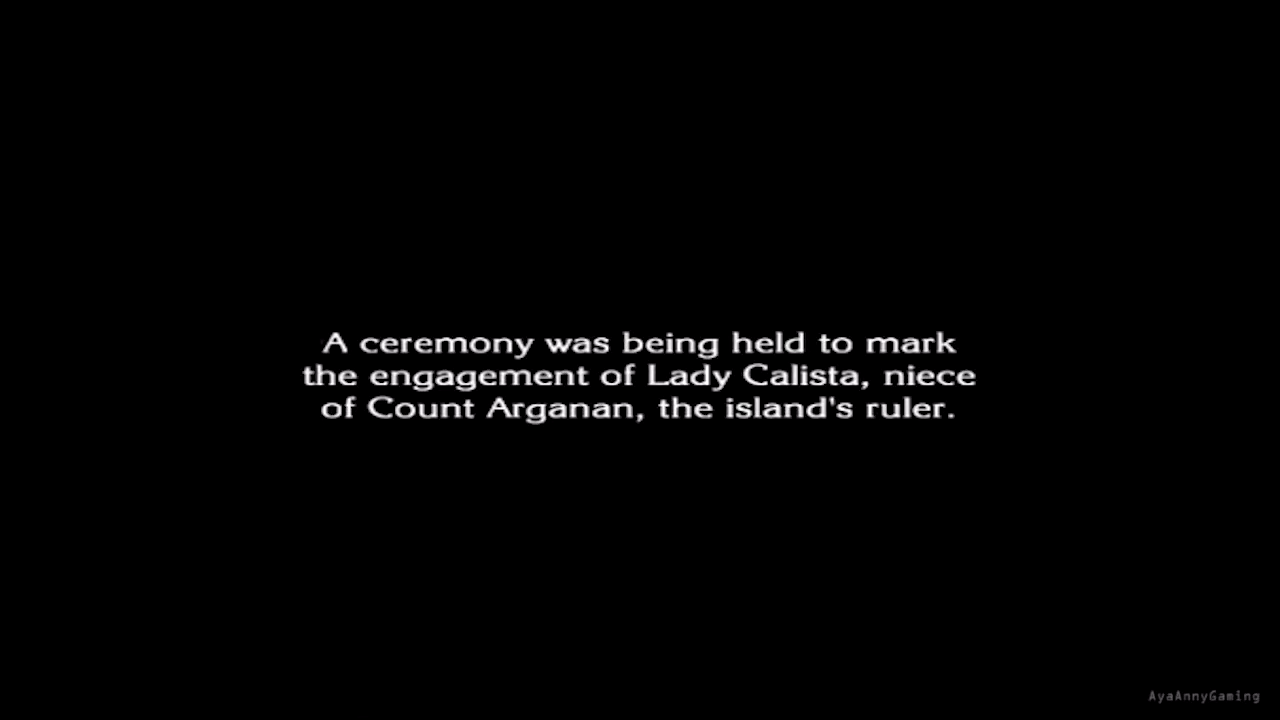 A ceremony was being held to mark
the engagement of Lady Calista, niece
of Count Arganan, the island's ruler.
AyaAnnyGaming